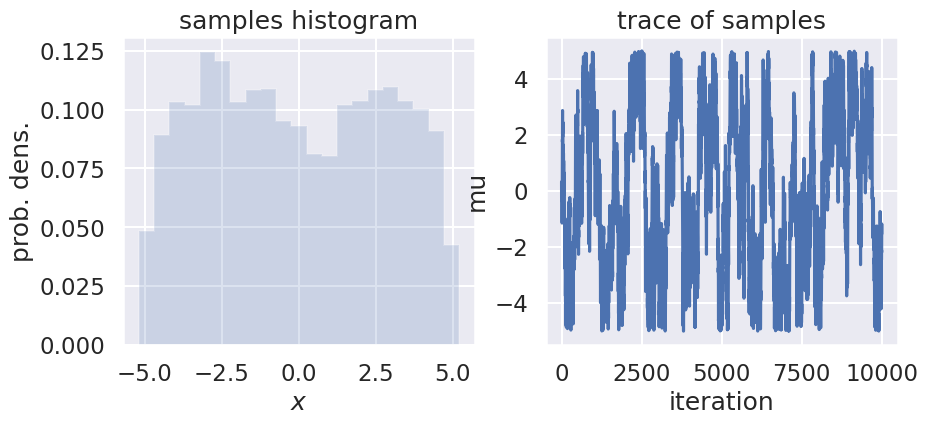 samples histogram
prob. dens.
0.125
0.100
0.075
0.050
0.025
0.000
−5.0 −2.5 0.0 2.5 5.0
x
trace of samples
mu
4
2
0
−2
−4
0 2500 5000 7500 10000
iteration